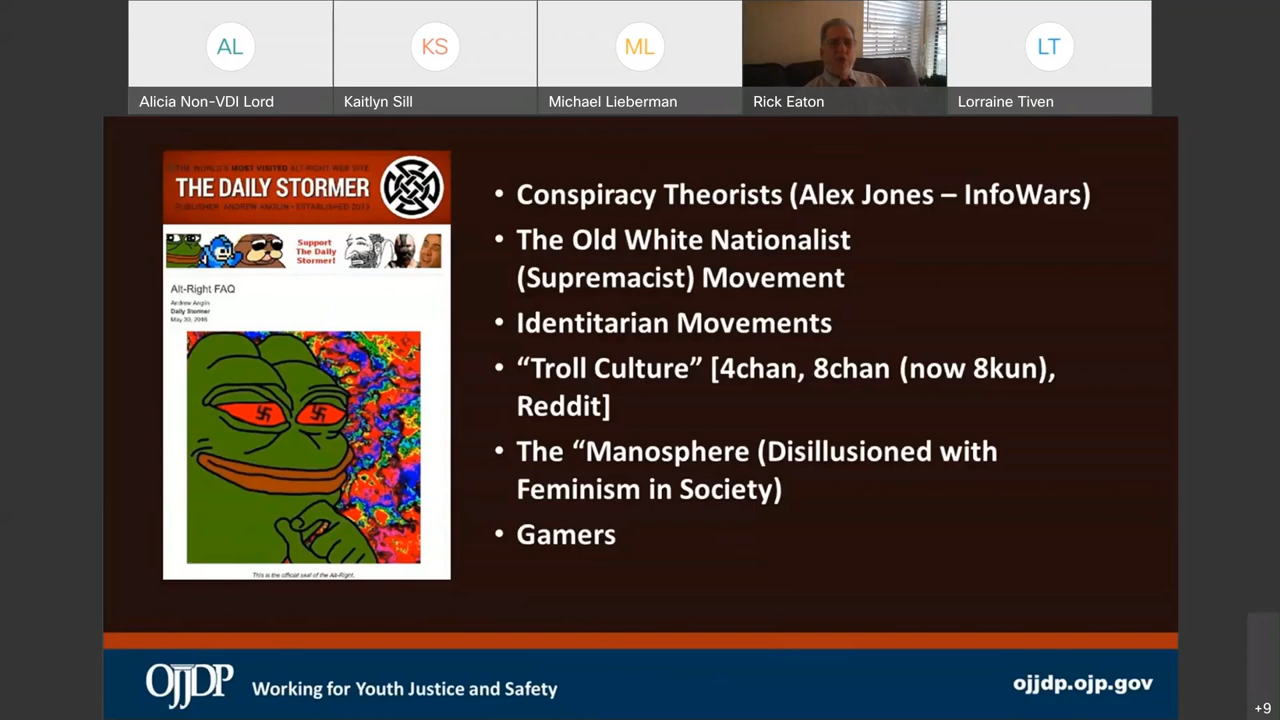 AL
KS
ML
LT
Alicia Non-VDI Lord
Kaitlyn Sill
Michael Lieberman
Rick Eaton
Lorraine Tiven
THE WORLD'S MOST-VISITED ALT-RIGHT WEB SITE
THE DAILY STORMER
PUBLISHER ANDREW ANGLIN • ESTABLISHED 2013
Support
The Daily
Stormer!
Alt-Right FAQ
Andrew Anglin
Daily Stormer
This is the official seal of the Alt-Right.
• Conspiracy Theorists (Alex Jones – InfoWars)
• The Old White Nationalist
(Supremacist) Movement
• Identitarian Movements
• “Troll Culture” [4chan, 8chan (now 8kun),
Reddit]
• The “Manosphere (Disillusioned with
Feminism in Society)
• Gamers
OJJDP
Working for Youth Justice and Safety
ojjdp.ojp.gov
+9